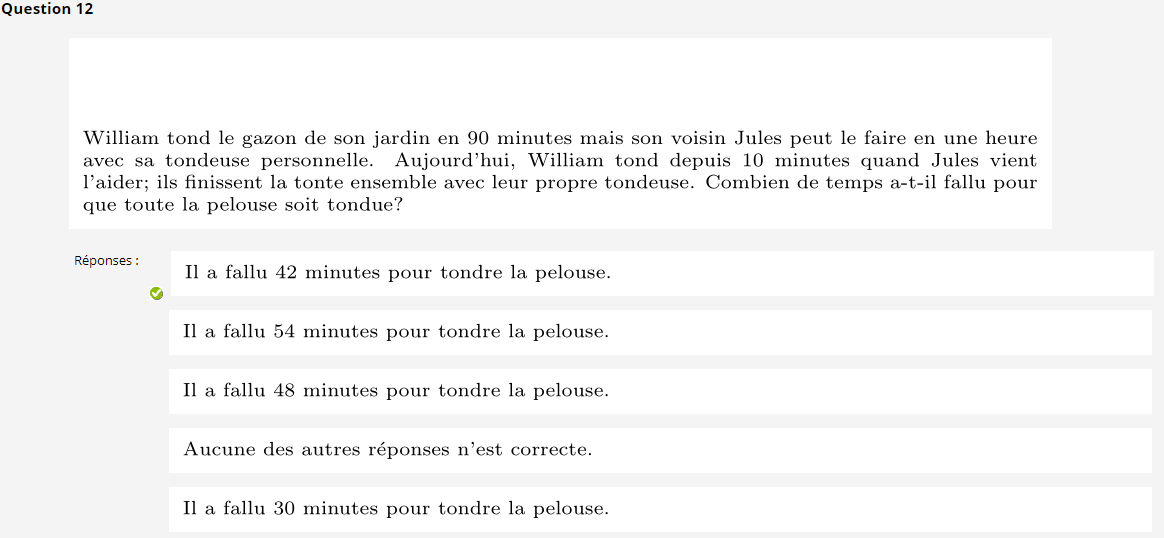 Question 12
William tond le gazon de son jardin en 90 minutes mais son voisin Jules peut le faire en une heure
avec sa tondeuse personnelle. Aujourd'hui, William tond depuis 10 minutes quand Jules vient
l'aider; ils finissent la tonte ensemble avec leur propre tondeuse. Combien de temps a-t-il fallu pour
que toute la pelouse soit tondue?
Réponses :
Il a fallu 42 minutes pour tondre la pelouse.
Il a fallu 54 minutes pour tondre la pelouse.
Il a fallu 48 minutes pour tondre la pelouse.
Aucune des autres réponses n'est correcte.
Il a fallu 30 minutes pour tondre la pelouse.